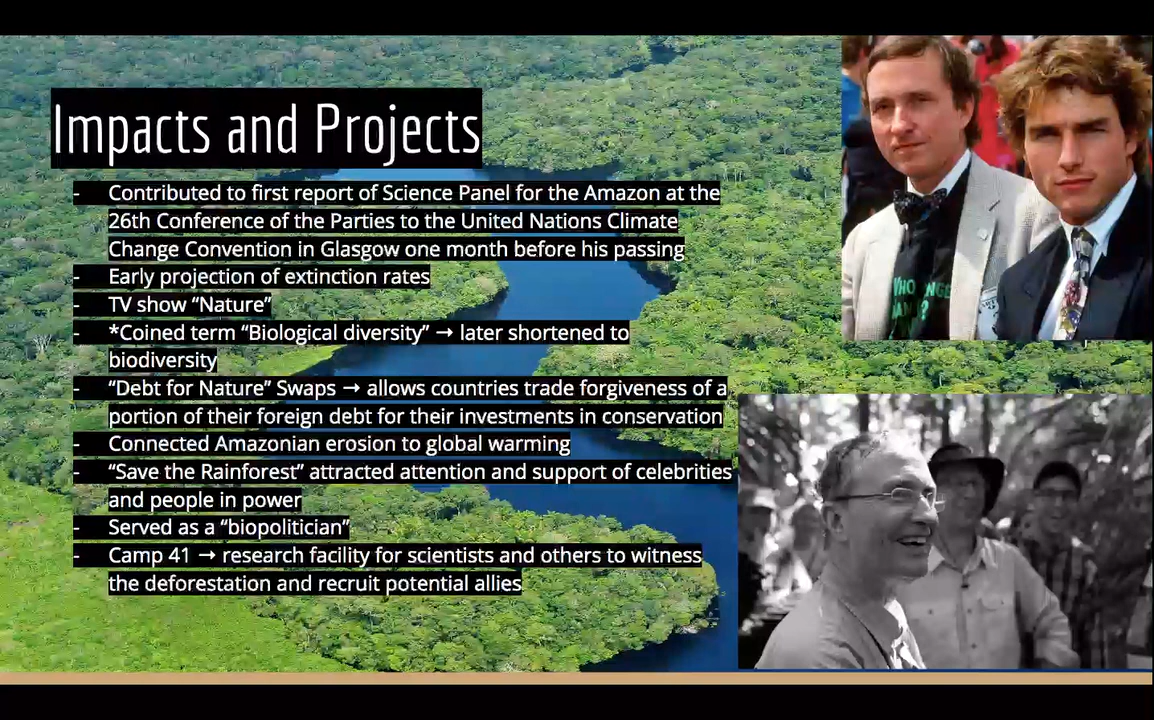 Impacts and Projects
- Contributed to first report of Science Panel for the Amazon at the
26th Conference of the Parties to the United Nations Climate
Change Convention in Glasgow one month before his passing
- Early projection of extinction rates
- TV show “Nature”
- *Coined term “Biological diversity” → later shortened to
biodiversity
- “Debt for Nature” Swaps → allows countries trade forgiveness of a
portion of their foreign debt for their investments in conservation
- Connected Amazonian erosion to global warming
- “Save the Rainforest” attracted attention and support of celebrities
and people in power
- Served as a “biopolitician”
- Camp 41 → research facility for scientists and others to witness
the deforestation and recruit potential allies
WHO